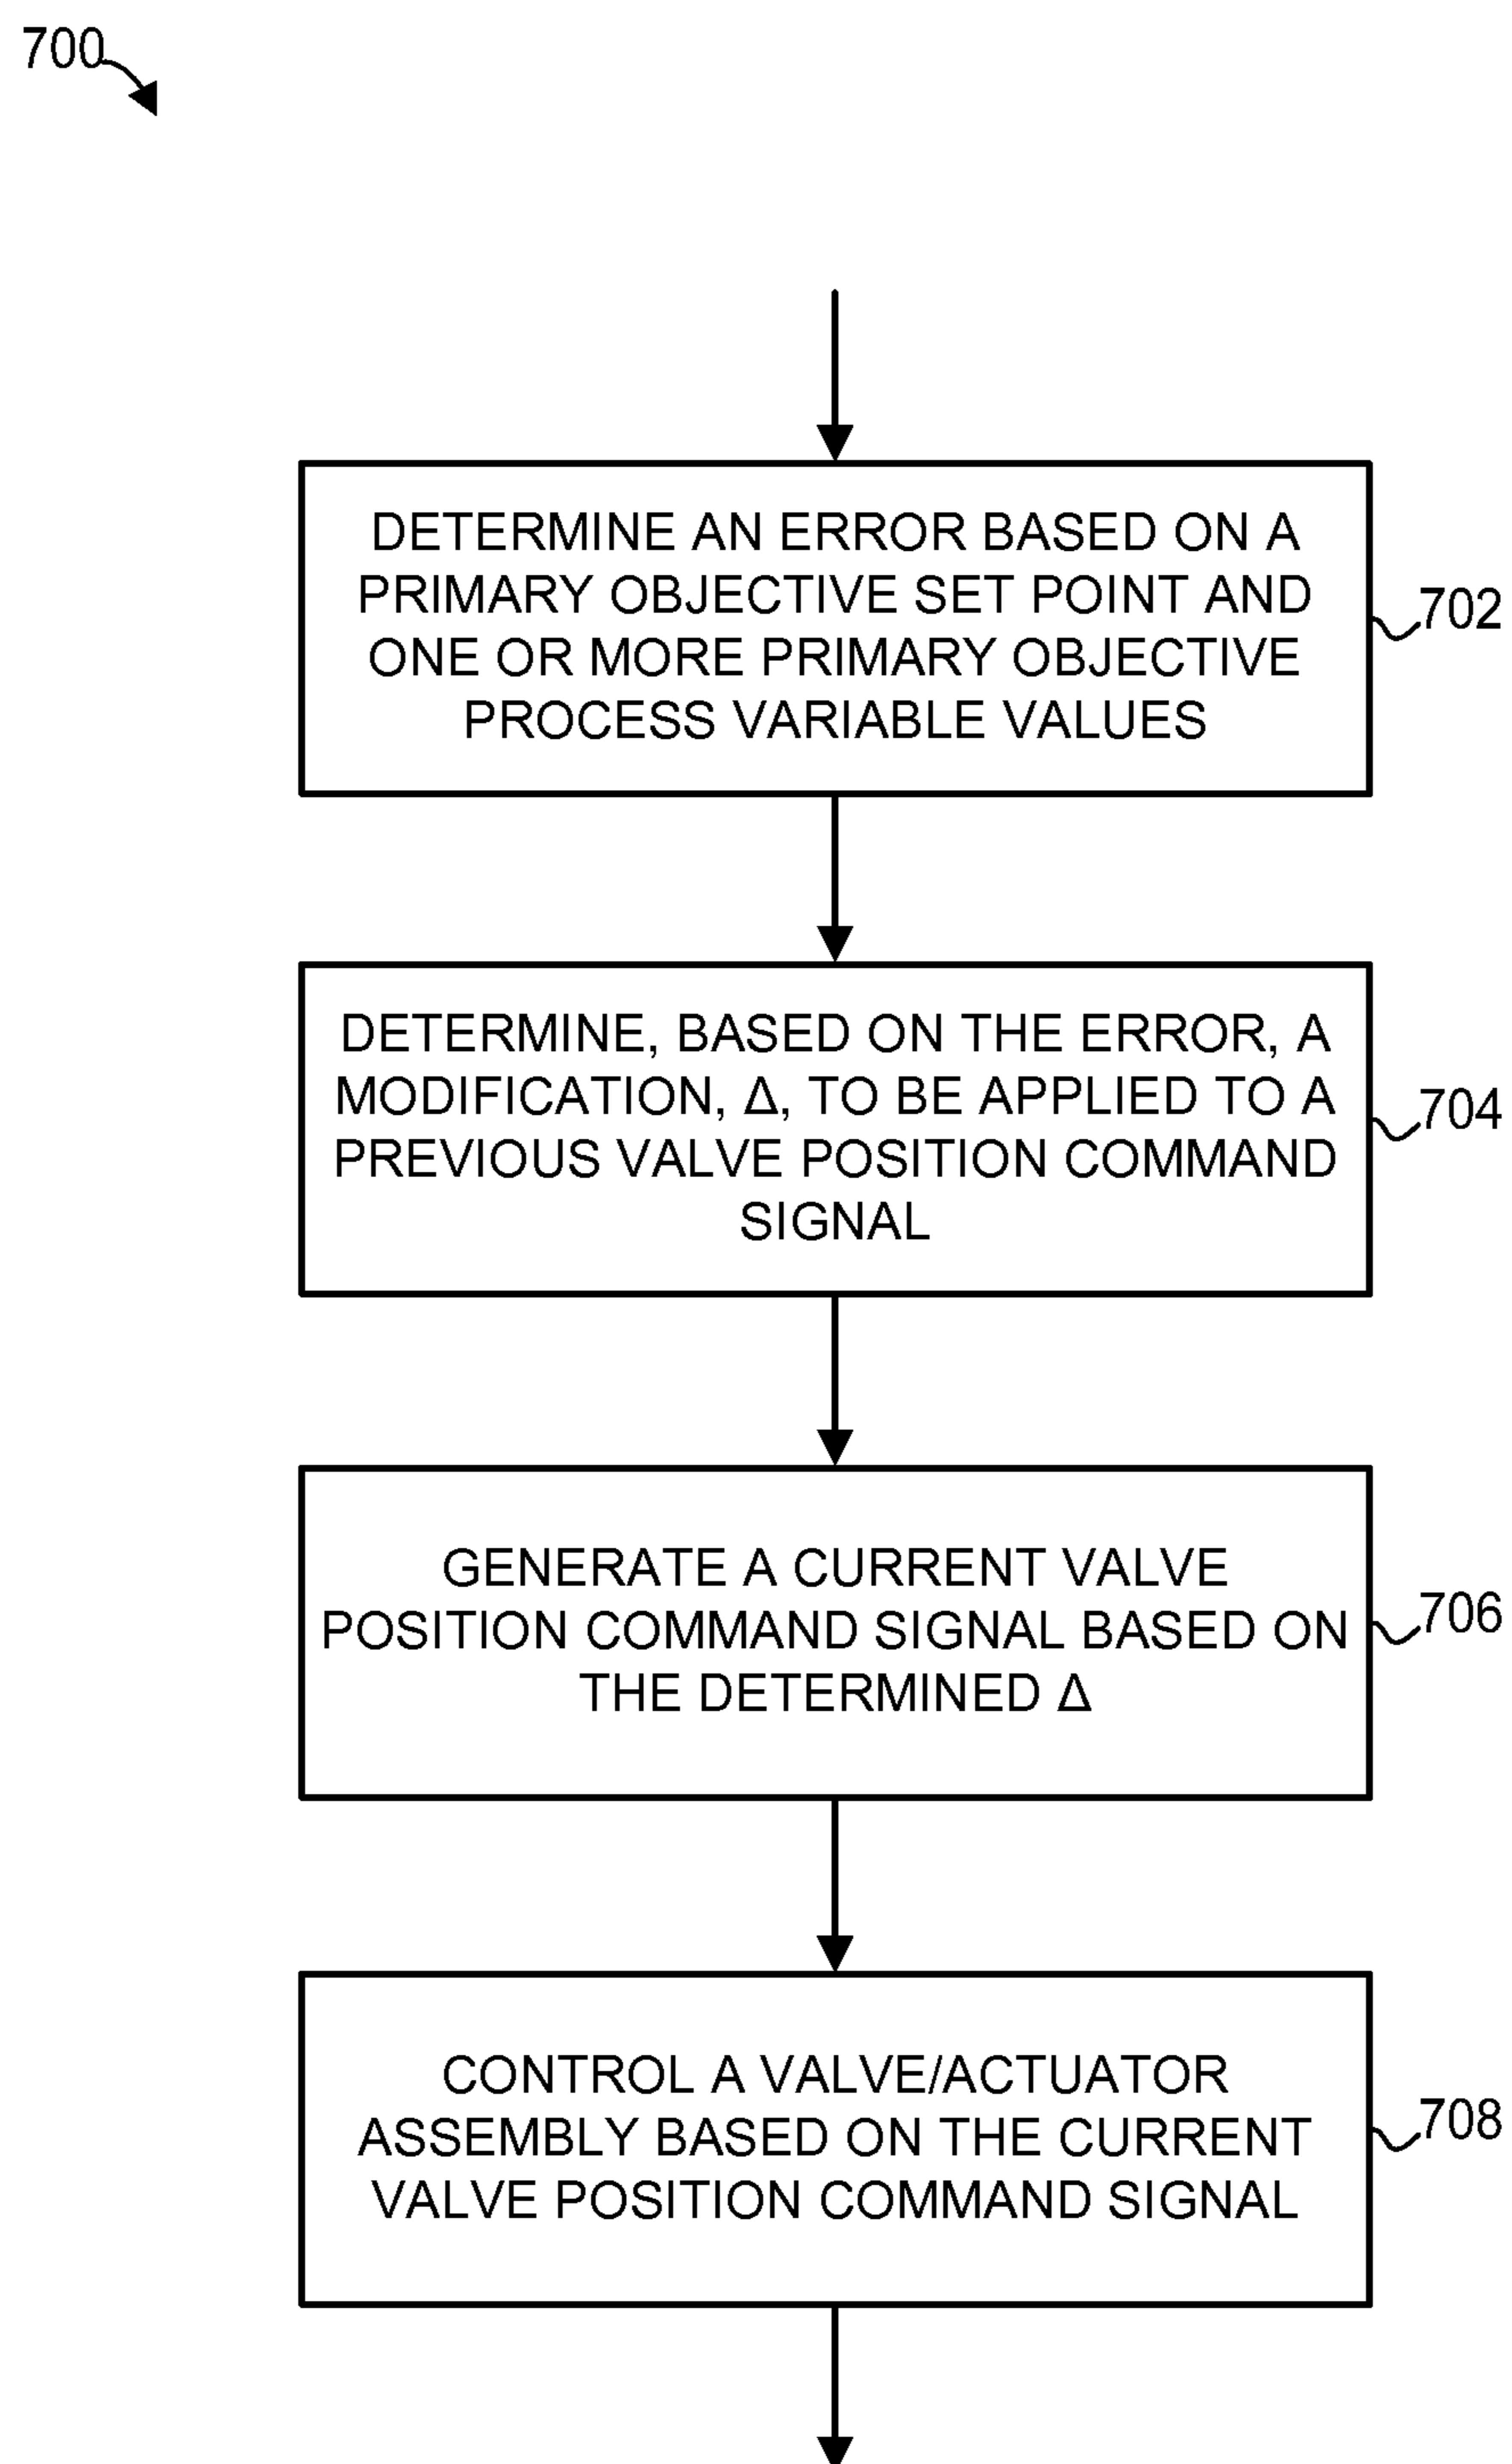 700
DETERMINE AN ERROR BASED ON A
PRIMARY OBJECTIVE SET POINT AND
ONE OR MORE PRIMARY OBJECTIVE
PROCESS VARIABLE VALUES
702
DETERMINE, BASED ON THE ERROR, A
MODIFICATION, Δ, TO BE APPLIED TO A
PREVIOUS VALVE POSITION COMMAND
SIGNAL
704
GENERATE A CURRENT VALVE
POSITION COMMAND SIGNAL BASED ON
THE DETERMINED Δ
706
CONTROL A VALVE/ACTUATOR
ASSEMBLY BASED ON THE CURRENT
VALVE POSITION COMMAND SIGNAL
708